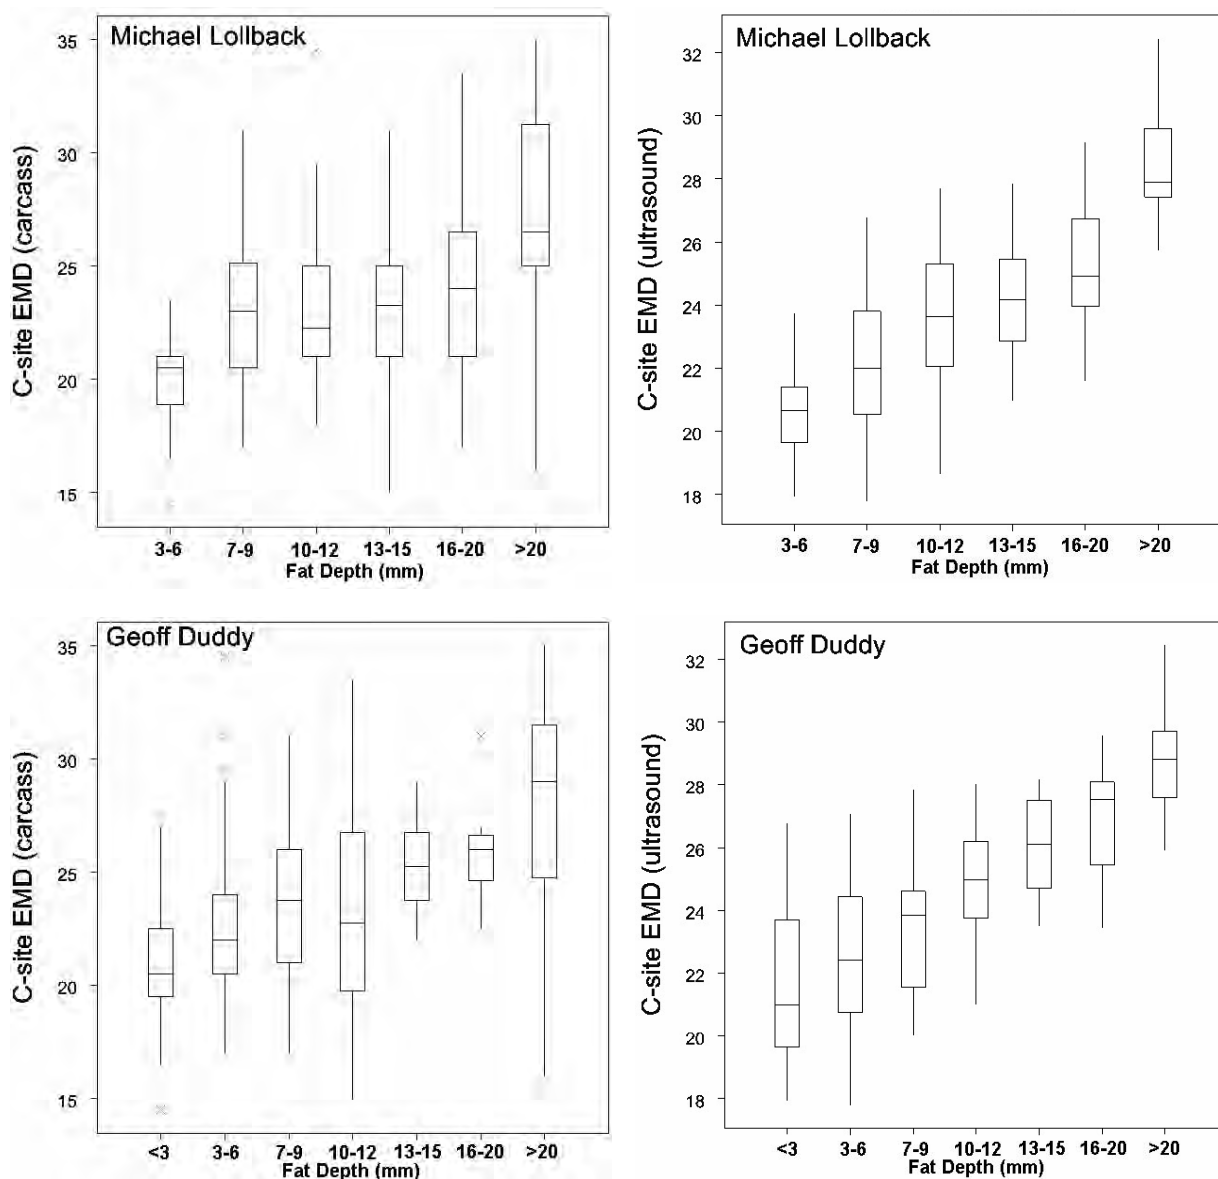 Michael Lollback
C-site EMD (carcass)
35
30
25
20
15
3-6 7-9 10-12 13-15 16-20 >20
Fat Depth (mm)
Michael Lollback
C-site EMD (ultrasound)
32
30
28
26
24
22
20
18
3-6 7-9 10-12 13-15 16-20 >20
Fat Depth (mm)
Geoff Duddy
C-site EMD (carcass)
35
30
25
20
15
<3 3-6 7-9 10-12 13-15 16-20 >20
Fat Depth (mm)
Geoff Duddy
C-site EMD (ultrasound)
32
30
28
26
24
22
20
18
<3 3-6 7-9 10-12 13-15 16-20 >20
Fat Depth (mm)